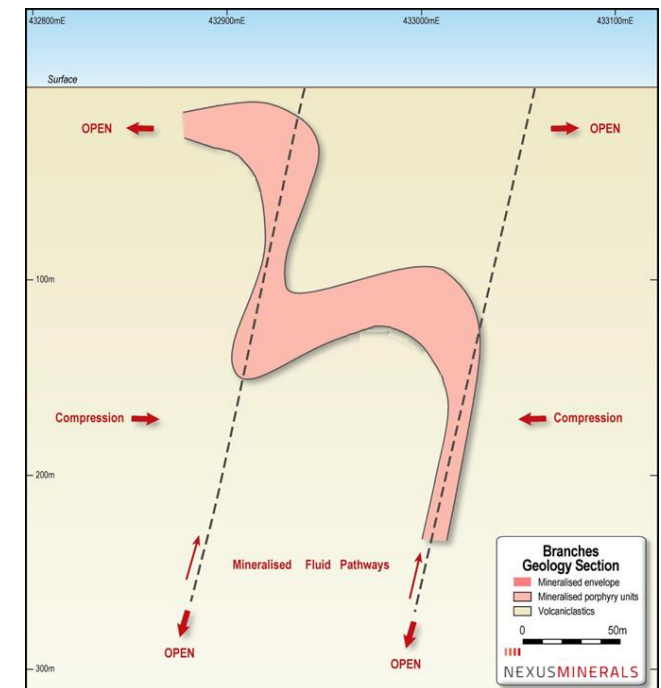 432800mE 432900mE 433000mE 433100mE
Surface
OPEN OPEN
100m
Compression Compression
200m
Mineralised Fluid Pathways
OPEN OPEN
300m
Branches
Geology Section
Mineralised envelope
Mineralised porphyry units
Volcaniclastics
0 50m
NEXUSMINERALS